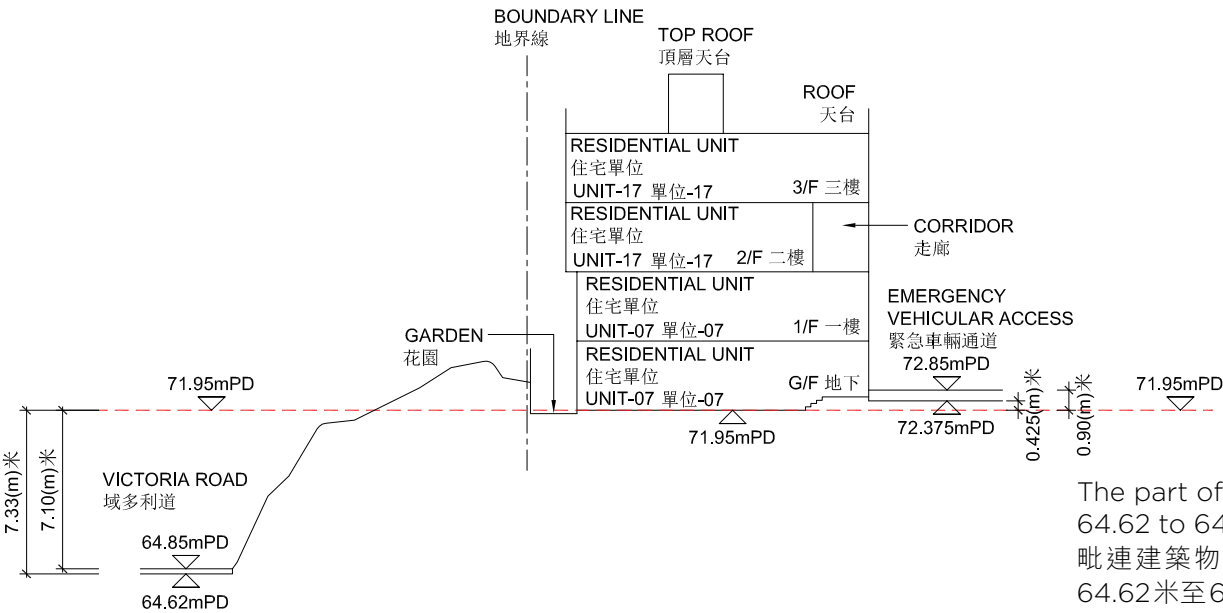 BOUNDARY LINE
地界線
TOP ROOF
頂層天台
ROOF
天台
RESIDENTIAL UNIT
住宅單位
UNIT-17 單位-17
3/F 三樓
RESIDENTIAL UNIT
住宅單位
UNIT-17 單位-17
2/F 二樓
CORRIDOR
走廊
RESIDENTIAL UNIT
住宅單位
UNIT-07 單位-07
1/F 一樓
EMERGENCY
VEHICULAR ACCESS
緊急車輛通道
72.85mPD
GARDEN
花園
RESIDENTIAL UNIT
住宅單位
UNIT-07 單位-07
G/F 地下
71.95mPD
71.95mPD
72.375mPD
0.425(m)米
0.90(m)米
71.95mPD
7.33(m)米
7.10(m)米
VICTORIA ROAD
域多利道
64.85mPD
64.62mPD
The part of
64.62 to 64
毗連建築物
64.62米至6